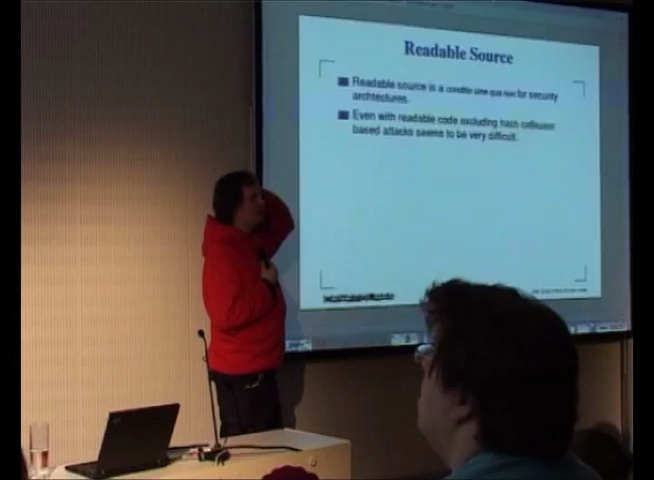 Readable Source
Readable source is a conditio sine qua non for security
archtectures.
Even with readable code excluding hash collision
based attacks seems to be very difficult.